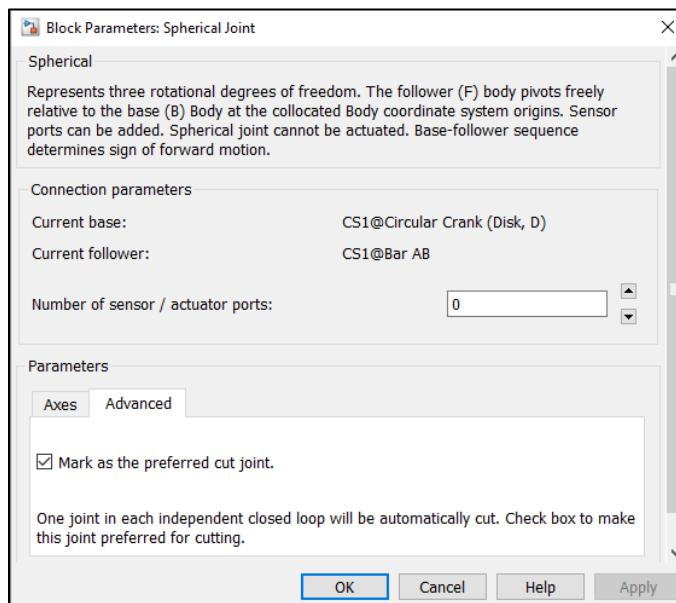 Block Parameters: Spherical Joint
Spherical
Represents three rotational degrees of freedom. The follower (F) body pivots freely
relative to the base (B) Body at the collocated Body coordinate system origins. Sensor
ports can be added. Spherical joint cannot be actuated. Base-follower sequence
determines sign of forward motion.
Connection parameters
Current base: CS1@Circular Crank (Disk, D)
Current follower: CS1@Bar AB
Number of sensor / actuator ports: 0
Parameters
Axes Advanced
Mark as the preferred cut joint.
One joint in each independent closed loop will be automatically cut. Check box to make
this joint preferred for cutting.
OK Cancel Help Apply